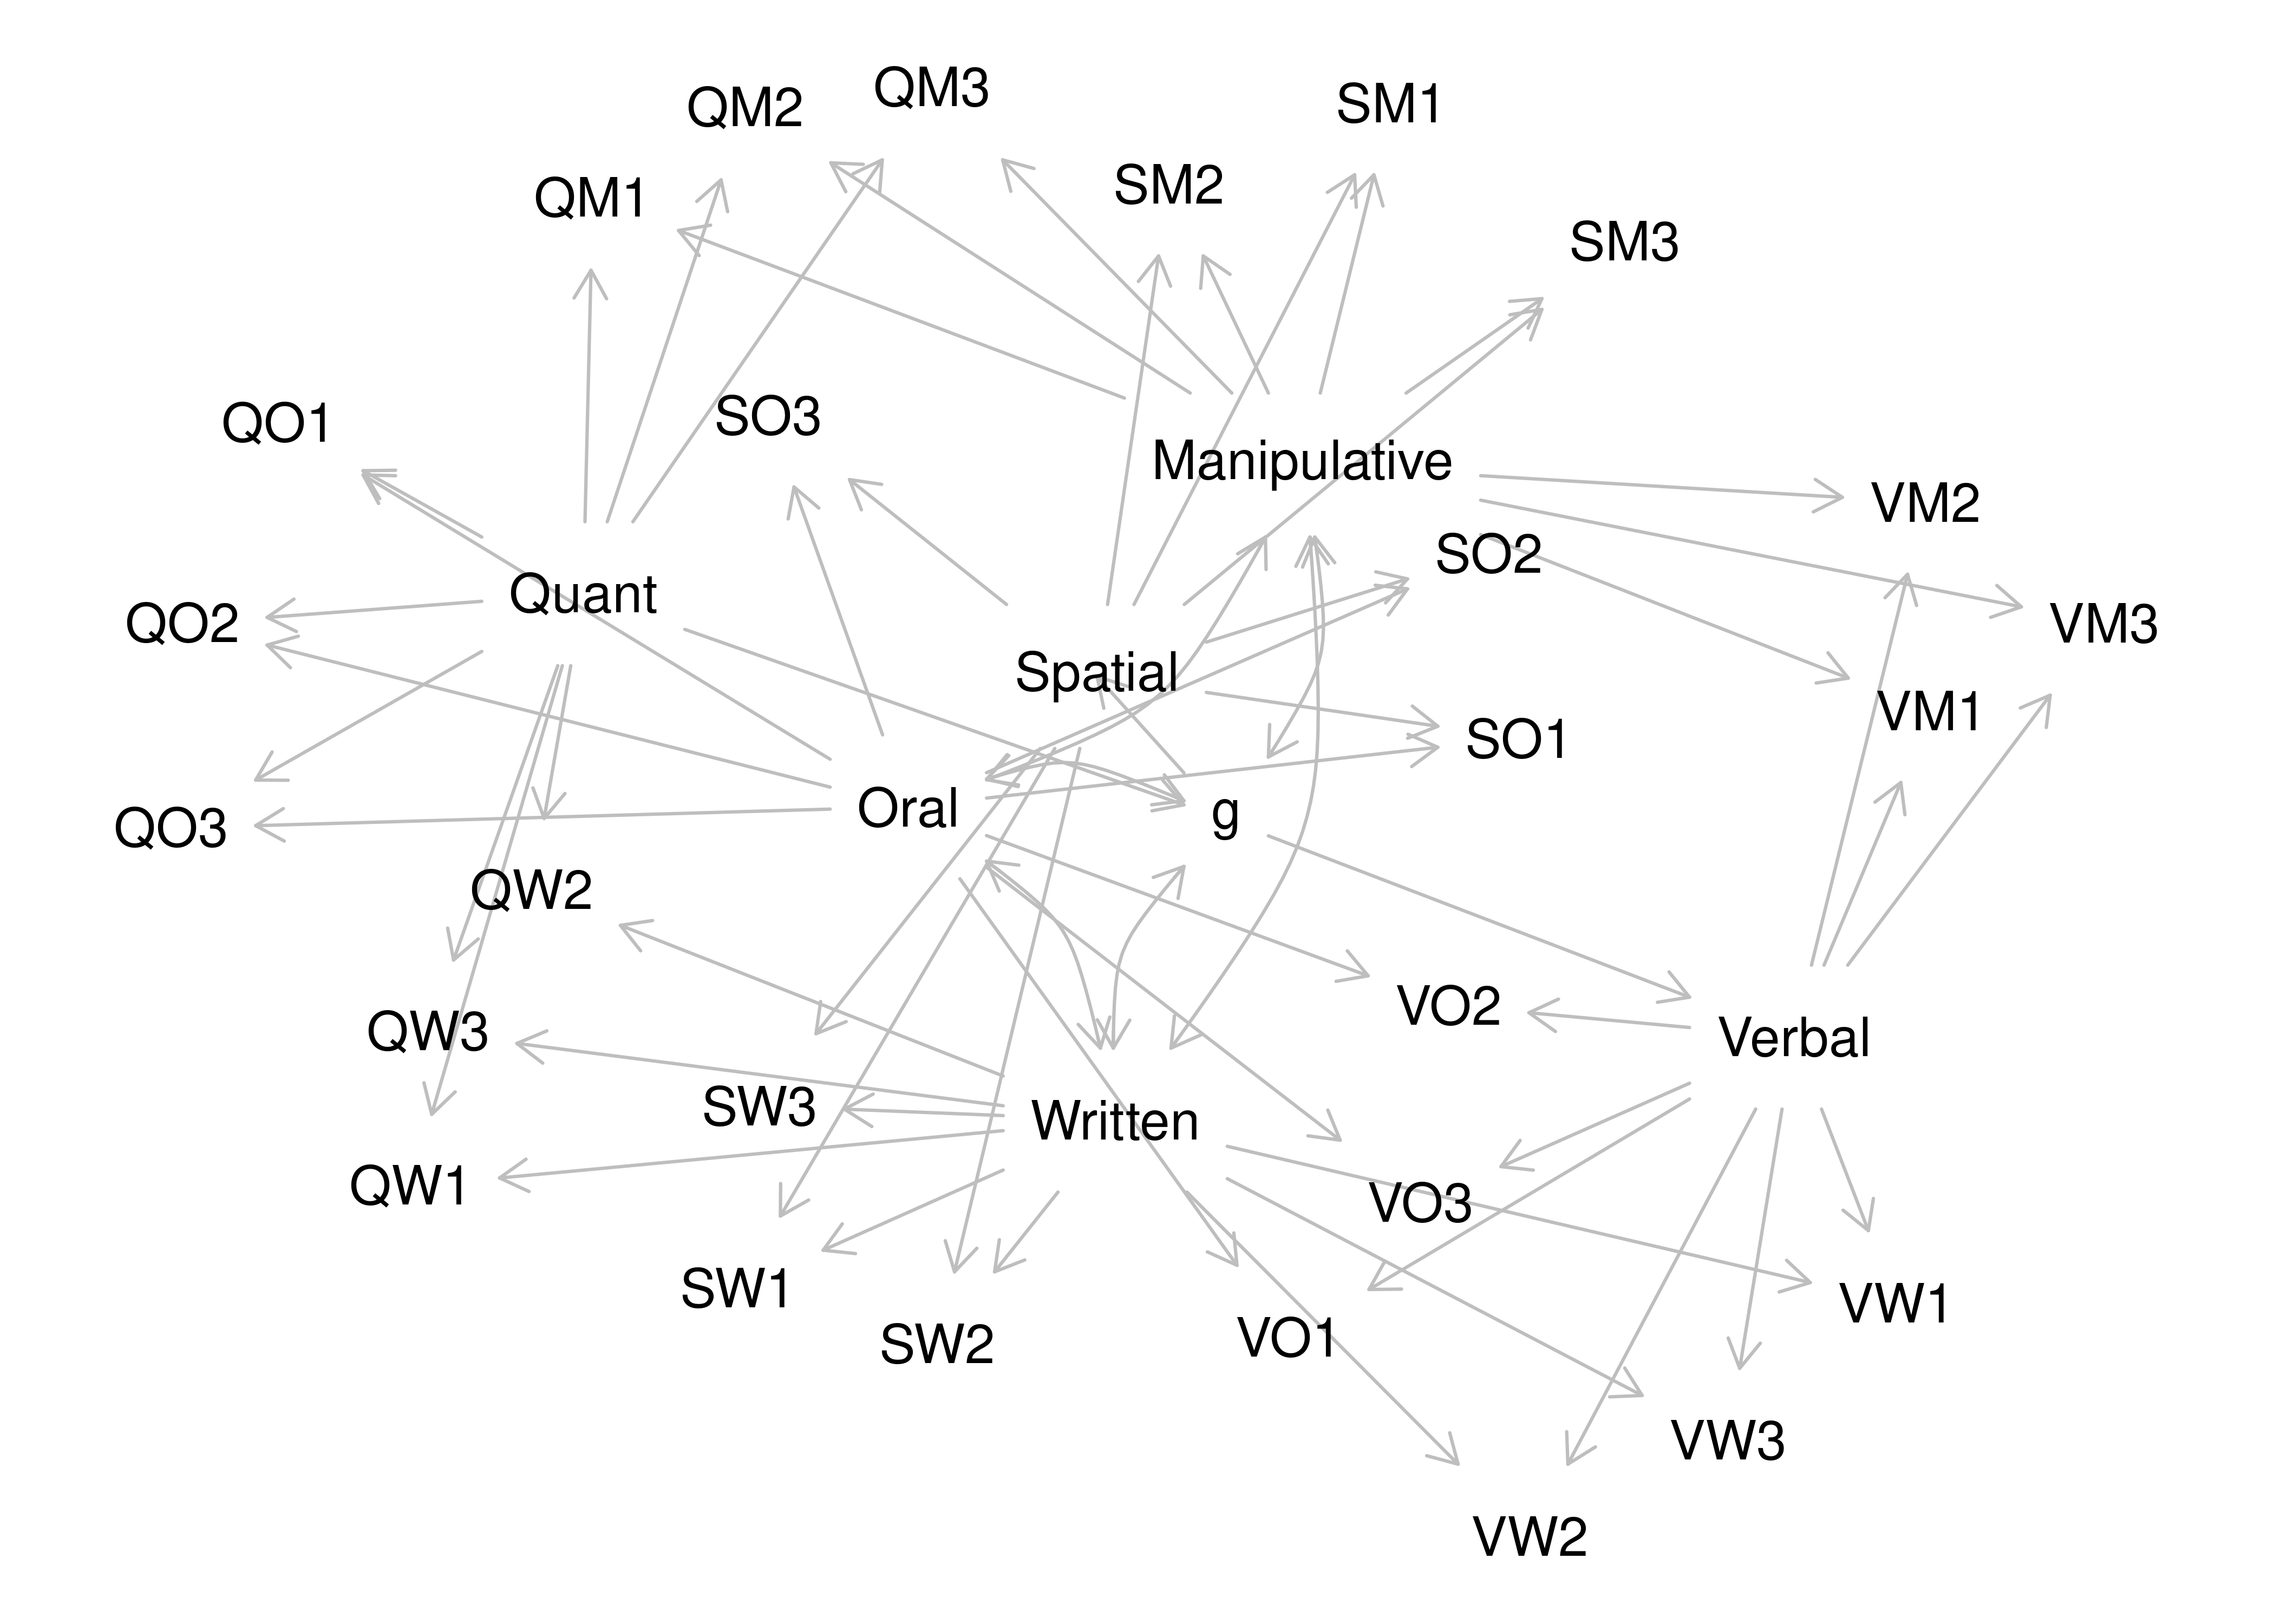 QM3
SM1
QM2
SM2
QM1
SM3
SO3
QO1
Manipulative
VM2
SO2
Quant
QO2
VM3
Spatial
VM1
SO1
Oral
g
QO3
QW2
VO2
QW3
Verbal
SW3
Written
QW1
VO3
SW1
VW1
VO1
SW2
VW3
VW2